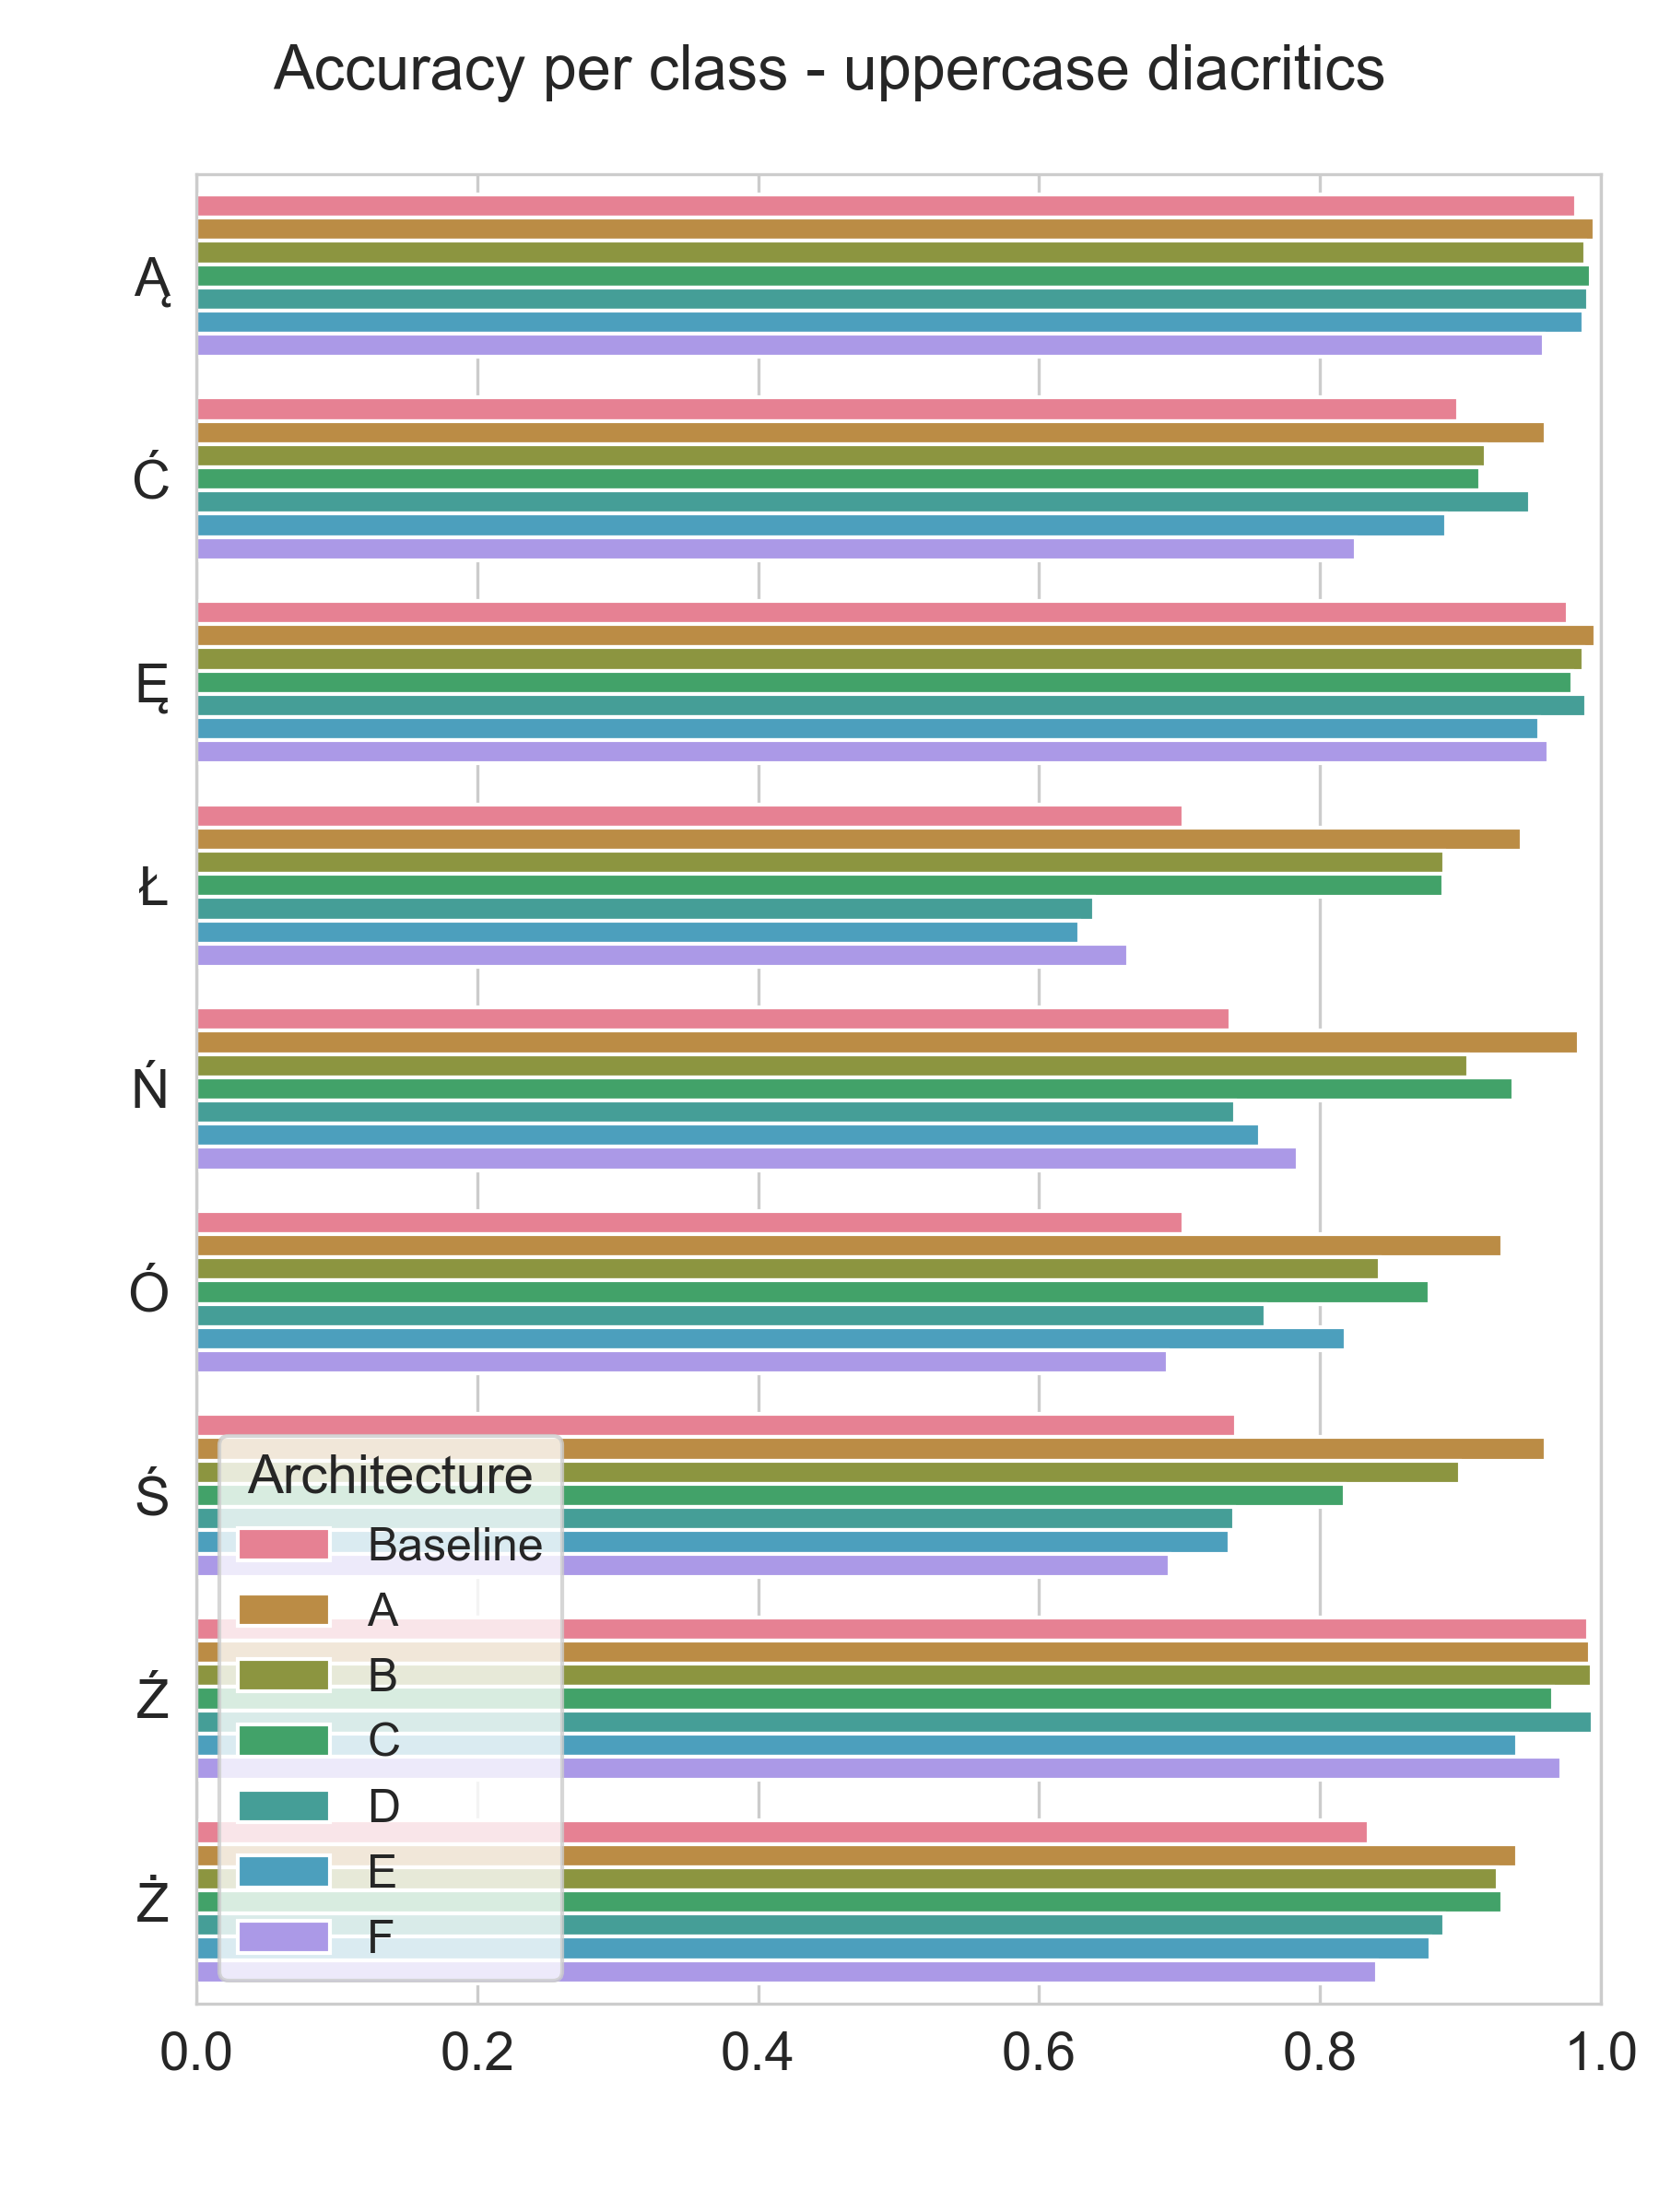 Accuracy per class - uppercase diacritics
Ą
Ć
Ę
Ł
Ń
Ó
Ś
Ź
Ż
Architecture
Baseline
A
B
C
D
E
F
0.0 0.2 0.4 0.6 0.8 1.0